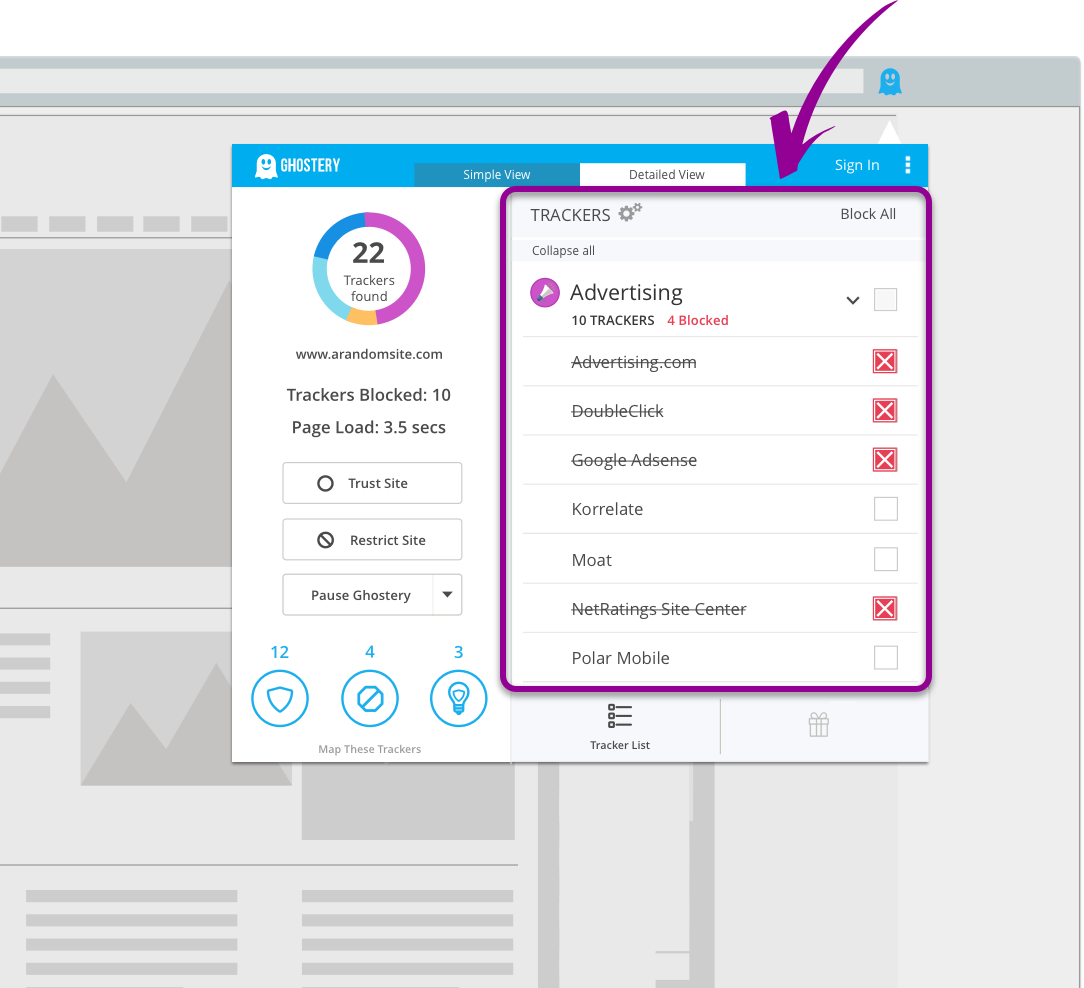 GHOSTERY
Simple View
Detailed View
Sign In
22
Trackers
found
www.arandomsite.com
Trackers Blocked: 10
Page Load: 3.5 secs
Trust Site
Restrict Site
Pause Ghostery
12 4 3
Map These Trackers
TRACKERS
Block All
Collapse all
Advertising
10 TRACKERS 4 Blocked
Advertising.com
DoubleClick
Google Adsense
Korrelate
Moat
NetRatings Site Center
Polar Mobile
Tracker List